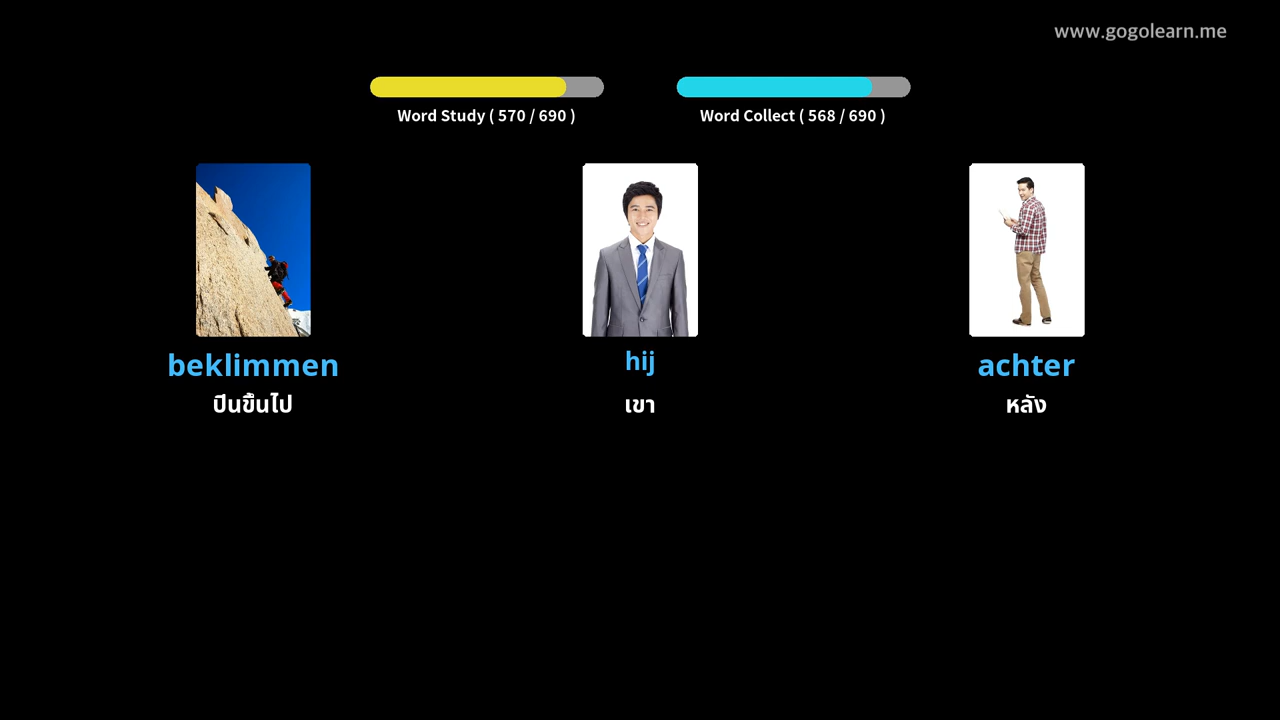 www.gogolearn.me
Word Study ( 570 / 690 )
Word Collect ( 568 / 690 )
beklimmen
ปีนขึ้นไป
hij
เขา
achter
หลัง